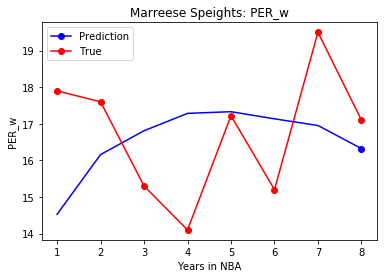 Marreese Speights: PER_w
Prediction
True
PER_w
19
18
17
16
15
14
1 2 3 4 5 6 7 8
Years in NBA